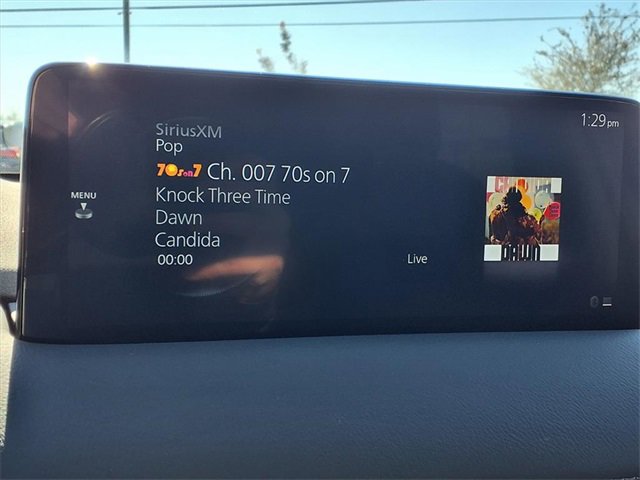 1:29pm
SiriusXM
Pop
70s on 7 Ch. 007 70s on 7
MENU
Knock Three Time
Dawn
Candida
00:00
Live
DAWN